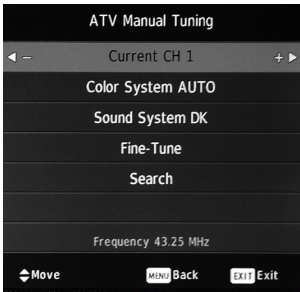 ATV Manual Tuning
− Current CH 1 +
Color System AUTO
Sound System DK
Fine-Tune
Search
Frequency 43.25 MHz
Move MENU Back EXIT Exit